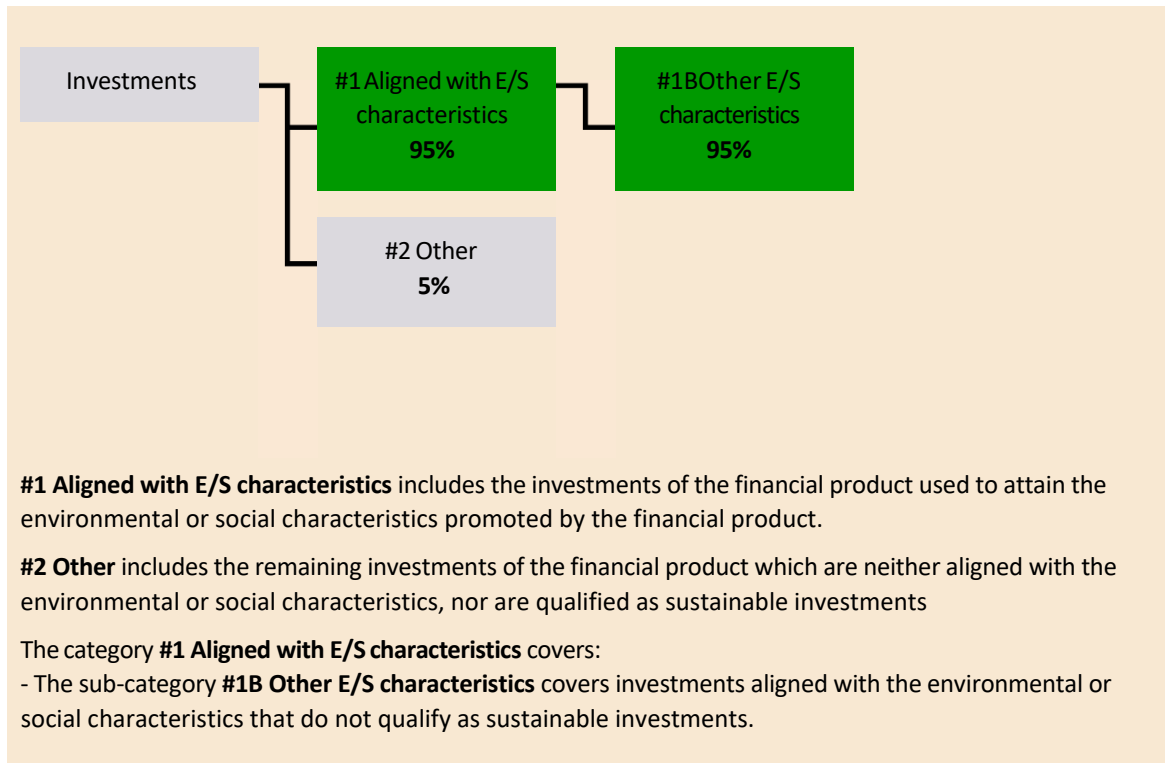 Investments
#1 Aligned with E/S
characteristics
95%
#1BOther E/S
characteristics
95%
#2 Other
5%
#1 Aligned with E/S characteristics includes the investments of the financial product used to attain the
environmental or social characteristics promoted by the financial product.
#2 Other includes the remaining investments of the financial product which are neither aligned with the
environmental or social characteristics, nor are qualified as sustainable investments
The category #1 Aligned with E/S characteristics covers:
- The sub-category #1B Other E/S characteristics covers investments aligned with the environmental or
social characteristics that do not qualify as sustainable investments.